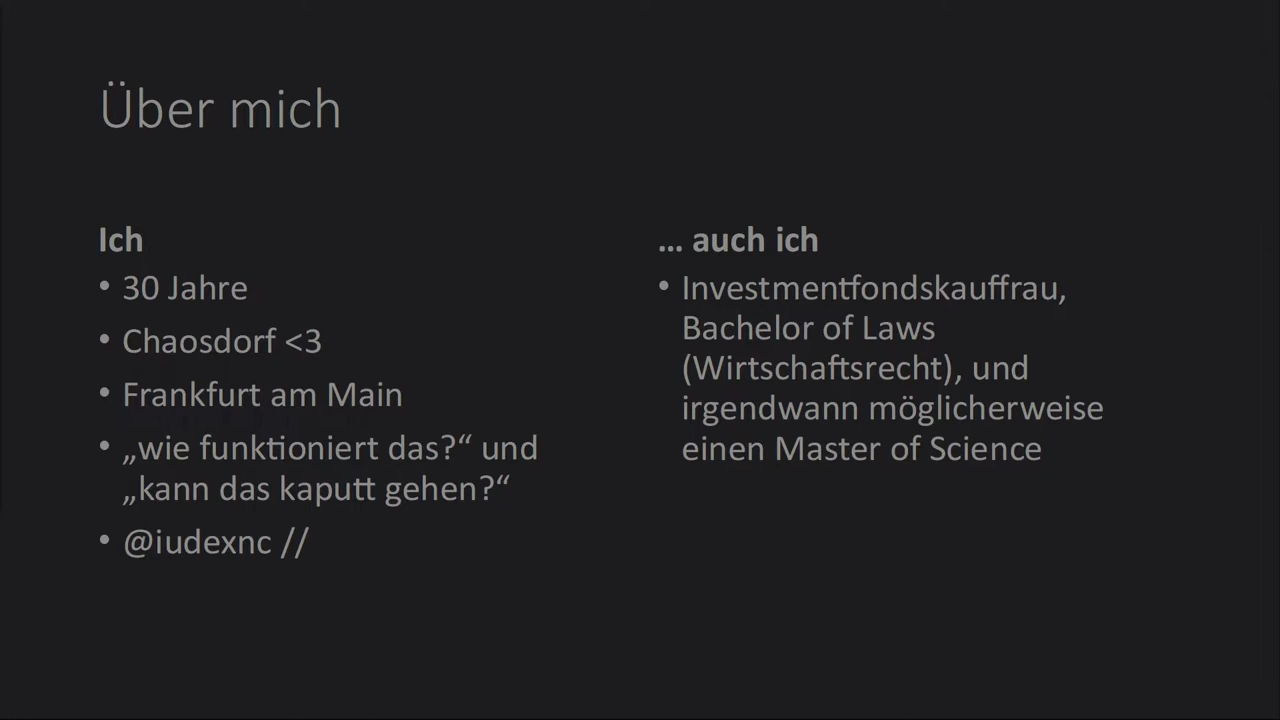 Über mich
Ich
• 30 Jahre
• Chaosdorf <3
• Frankfurt am Main
• „wie funktioniert das?“ und
„kann das kaputt gehen?“
• @iudexnc //
… auch ich
• Investmentfondskauffrau,
Bachelor of Laws
(Wirtschaftsrecht), und
irgendwann möglicherweise
einen Master of Science